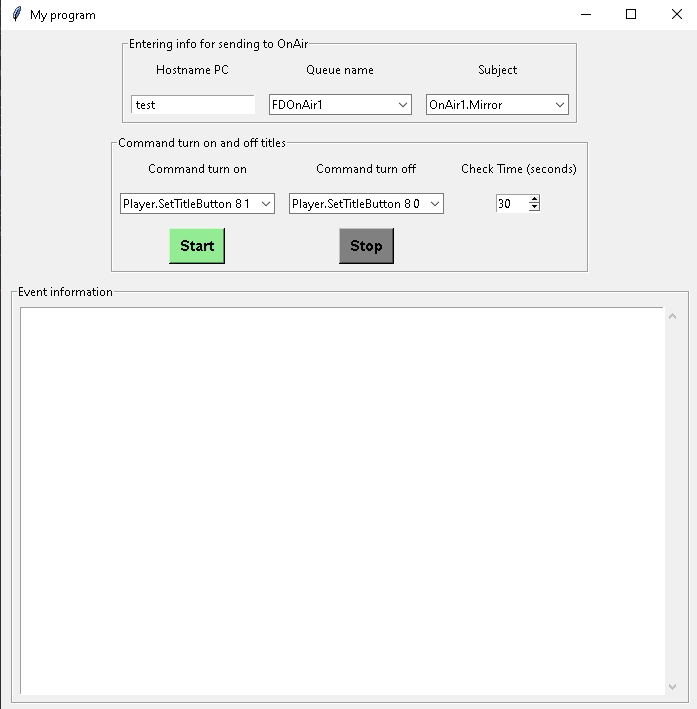 My program
Entering info for sending to OnAir
Hostname PC Queue name Subject
test FDOnAir1 OnAir1.Mirror
Command turn on and off titles
Command turn on Command turn off Check Time (seconds)
Player.SetTitleButton 8 1 Player.SetTitleButton 8 0 30
Start Stop
Event information